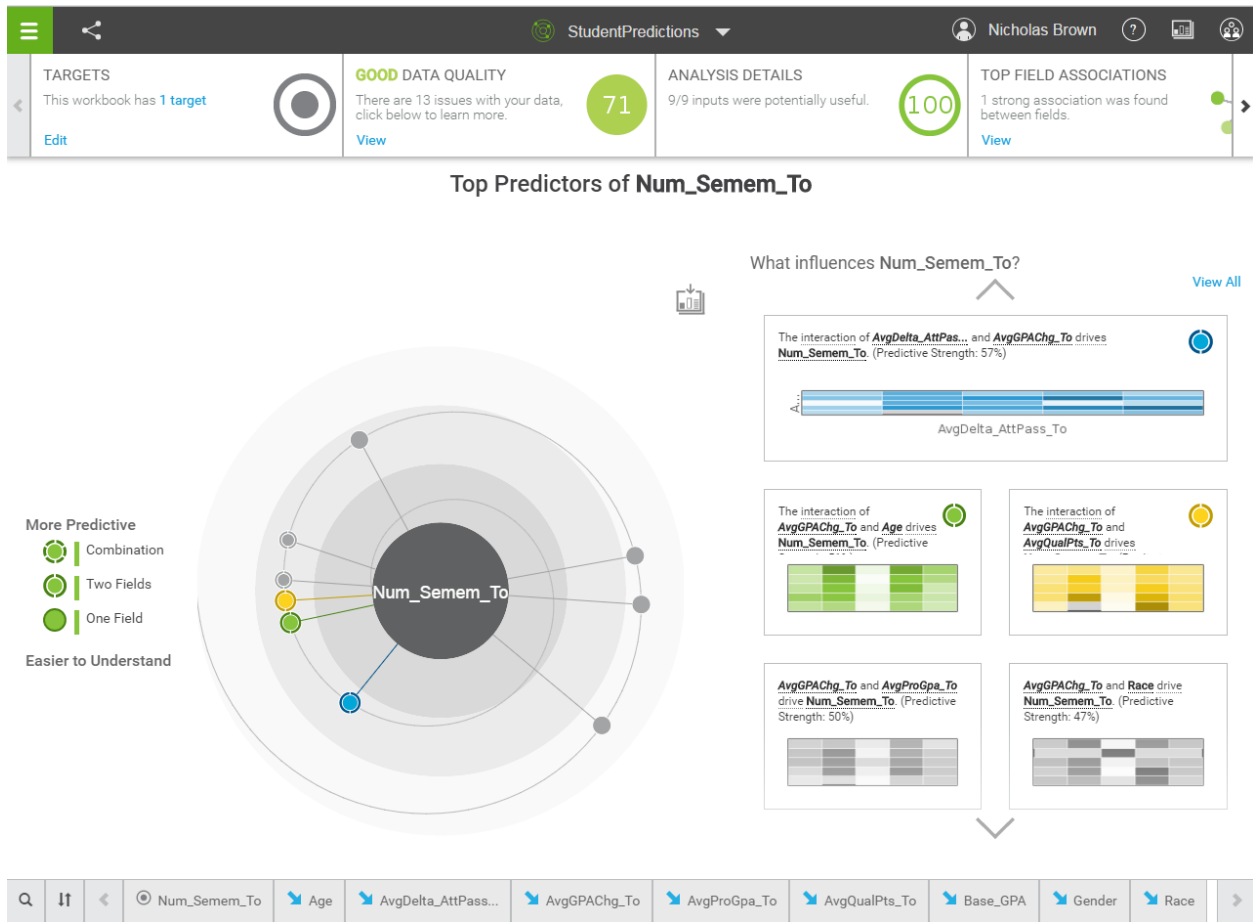 StudentPredictions
Nicholas Brown
?
TARGETS
This workbook has 1 target
Edit
GOOD DATA QUALITY
There are 13 issues with your data,
click below to learn more.
View
71
ANALYSIS DETAILS
9/9 inputs were potentially useful.
100
TOP FIELD ASSOCIATIONS
1 strong association was found
between fields.
View
Top Predictors of Num_Semem_To
What influences Num_Semem_To?
View All
The interaction of AvgDelta_AttPas... and AvgGPAChg_To drives
Num_Semem_To. (Predictive Strength: 57%)
A...
AvgDelta_AttPass_To
More Predictive
Combination
Two Fields
One Field
Easier to Understand
Num_Semem_To
The interaction of
AvgGPAChg_To and Age drives
Num_Semem_To. (Predictive
The interaction of
AvgGPAChg_To and
AvgQualPts_To drives
AvgGPAChg_To and AvgProGpa_To
drive Num_Semem_To. (Predictive
Strength: 50%)
AvgGPAChg_To and Race drive
Num_Semem_To. (Predictive
Strength: 47%)
Num_Semem_To
Age
AvgDelta_AttPass...
AvgGPAChg_To
AvgProGpa_To
AvgQualPts_To
Base_GPA
Gender
Race